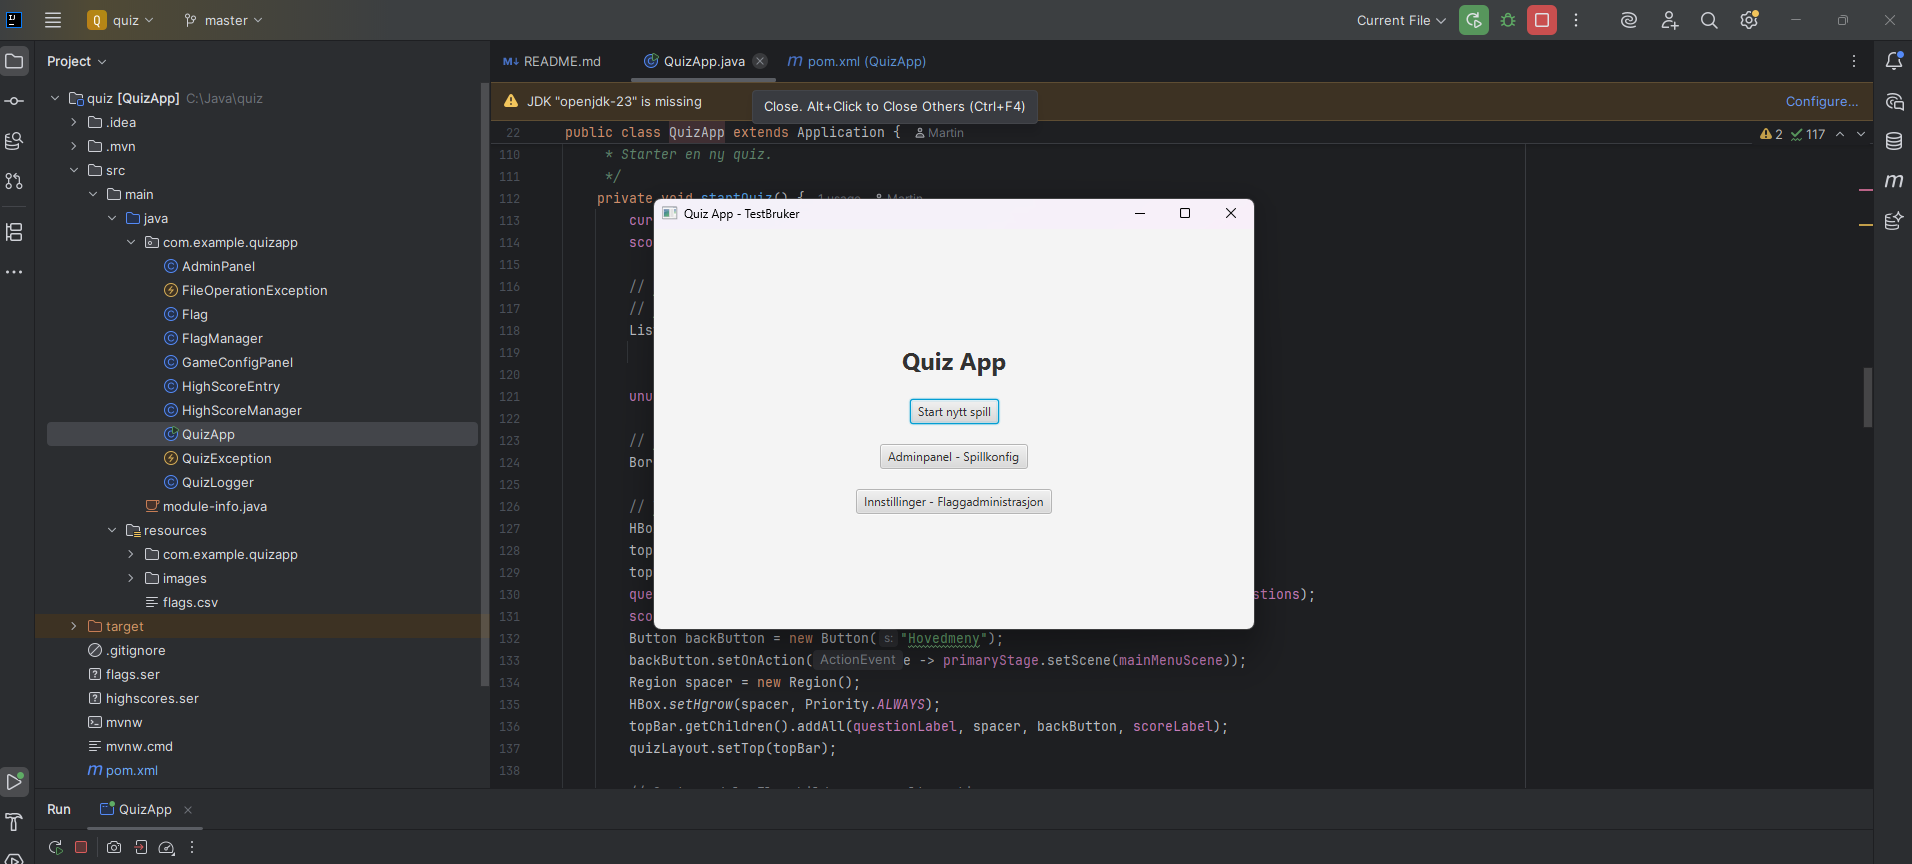 Q quiz
master
Current File
Project
README.md
QuizApp.java
m pom.xml (QuizApp)
quiz [QuizApp] C:\Java\quiz
.idea
.mvn
src
main
java
com.example.quizapp
AdminPanel
FileOperationException
Flag
FlagManager
GameConfigPanel
HighScoreEntry
HighScoreManager
QuizApp
QuizException
QuizLogger
module-info.java
resources
com.example.quizapp
images
flags.csv
target
.gitignore
flags.ser
highscores.ser
mvnw
mvnw.cmd
m pom.xml
JDK "openjdk-23" is missing
Configure...
Close. Alt+Click to Close Others (Ctrl+F4)
22 public class QuizApp extends Application { Martin
2 117
110 * Starter en ny quiz.
111 */
112 private void startQuiz() { 1 usage Martin
113 cur
114 sco
115
116 //
117 //
118 Lis
119
120
121 unu
122
123 //
124 Bor
125
126 //
127 HBo
128 top
129 top
130 que stions);
131 sco
132 Button backButton = new Button( s: "Hovedmeny");
133 backButton.setOnAction( ActionEvent e -> primaryStage.setScene(mainMenuScene));
134 Region spacer = new Region();
135 HBox.setHgrow(spacer, Priority.ALWAYS);
136 topBar.getChildren().addAll(questionLabel, spacer, backButton, scoreLabel);
137 quizLayout.setTop(topBar);
138
Quiz App - TestBruker
Quiz App
Start nytt spill
Adminpanel - Spillkonfig
Innstillinger - Flaggadministrasjon
Run
QuizApp